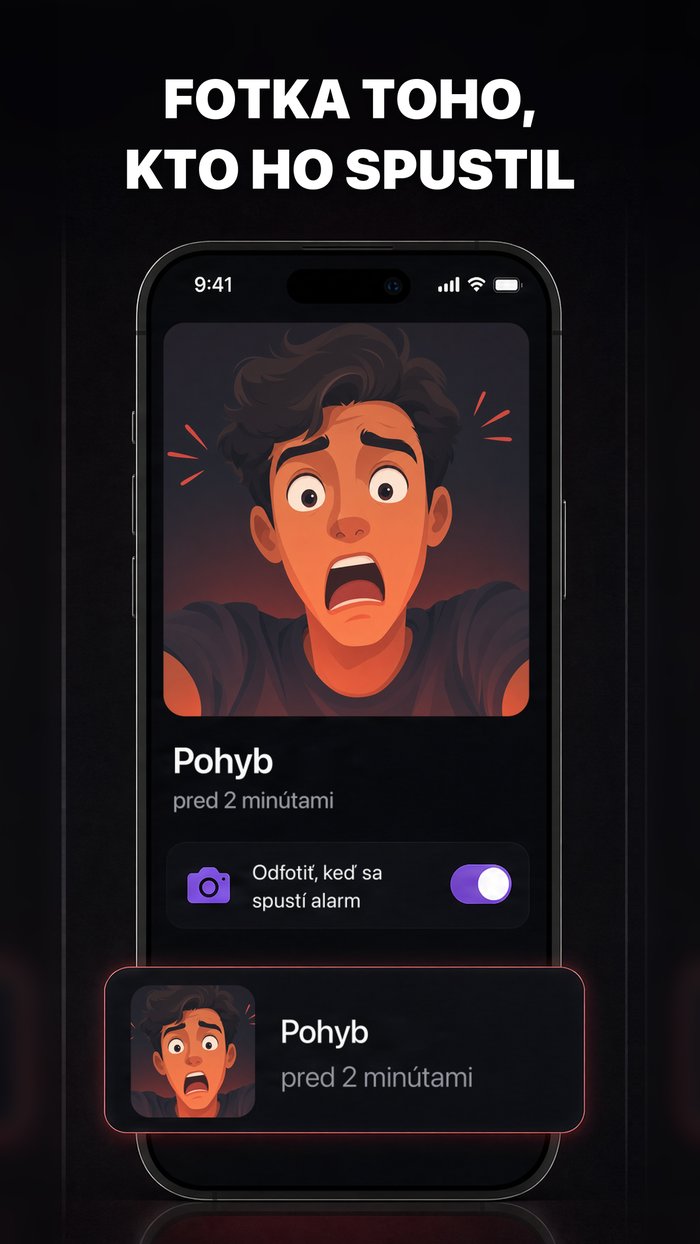 FOTKA TOHO,
KTO HO SPUSTIL
9:41
Pohyb
pred 2 minútami
Odfotiť, keď sa
spustí alarm
Pohyb
pred 2 minútami